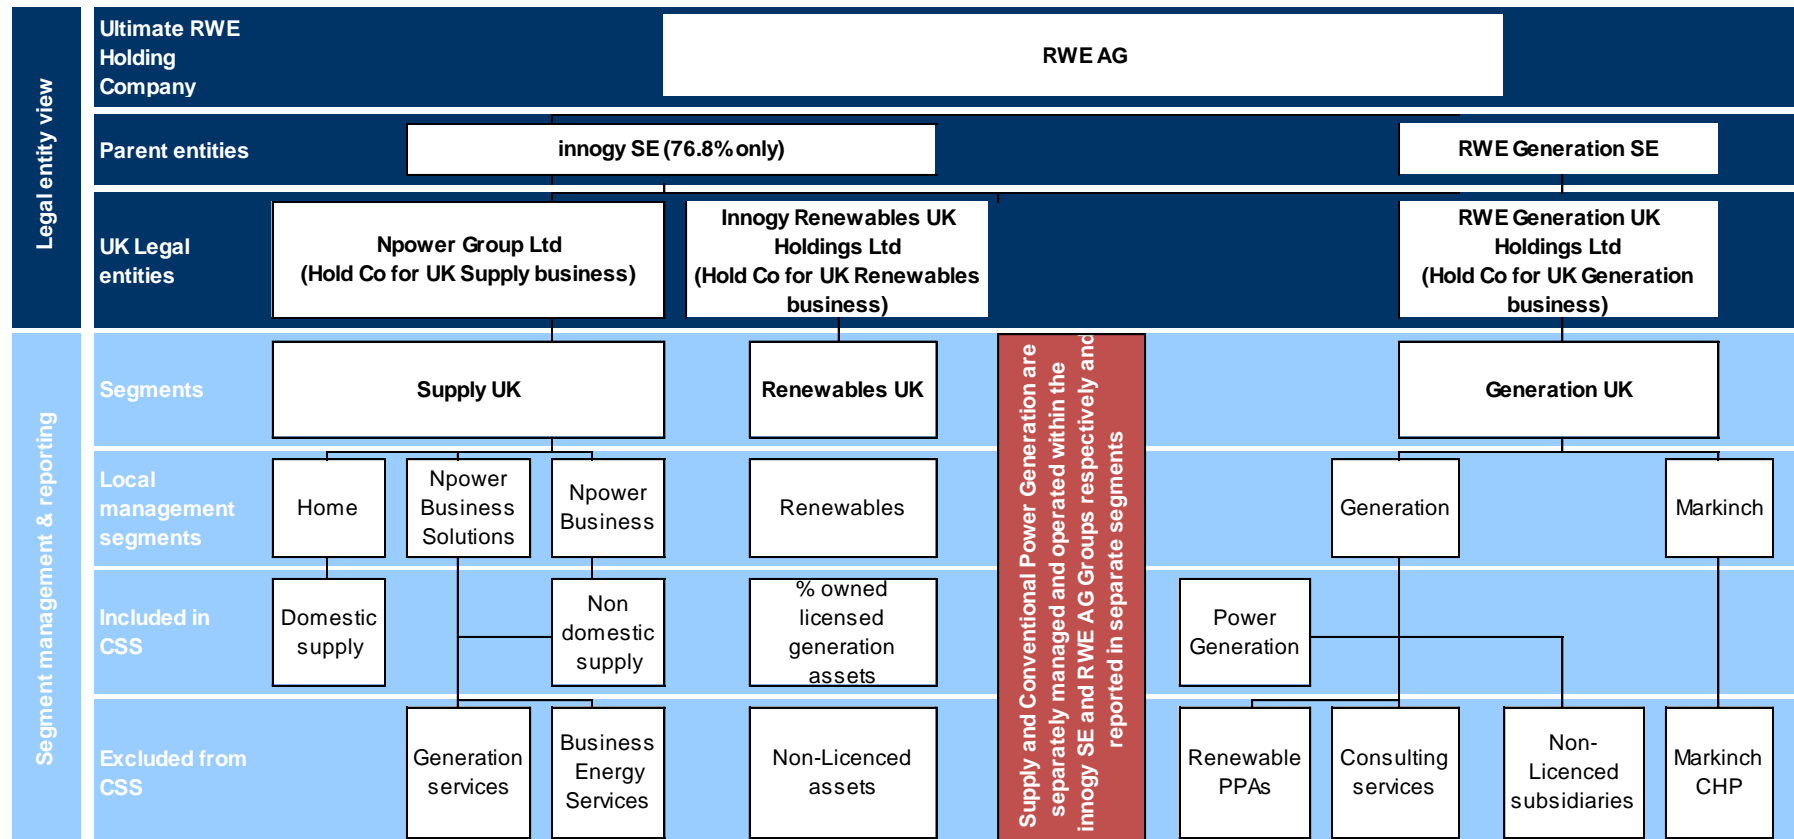 Legal entity view
Ultimate RWE
Holding
Company
RWE AG
Parent entities
innogy SE (76.8% only)
RWE Generation SE
UK Legal
entities
Npower Group Ltd
(Hold Co for UK Supply business)
Innogy Renewables UK
Holdings Ltd
(Hold Co for UK Renewables
business)
RWE Generation UK
Holdings Ltd
(Hold Co for UK Generation
business)
Segment management & reporting
Segments
Supply UK
Renewables UK
Generation UK
Supply and Conventional Power Generation are
separately managed and operated within the
innogy SE and RWE AG Groups respectively and
reported in separate segments
Local
management
segments
Home
Npower
Business
Solutions
Npower
Business
Renewables
Generation
Markinch
Included in
CSS
Domestic
supply
Non
domestic
supply
% owned
licensed
generation
assets
Power
Generation
Excluded from
CSS
Generation
services
Business
Energy
Services
Non-Licenced
assets
Renewable
PPAs
Consulting
services
Non-
Licenced
subsidiaries
Markinch
CHP